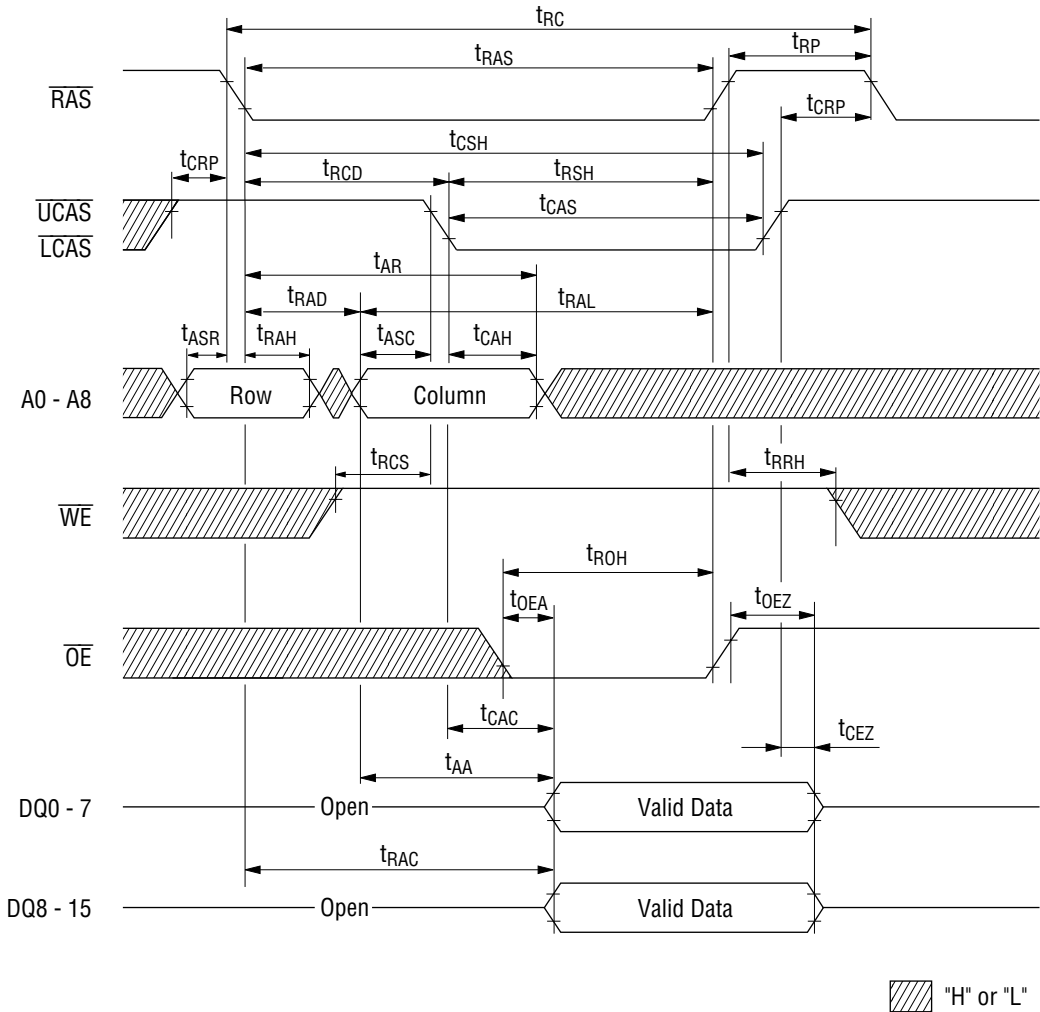 tRC
tRP
tRAS
RAS
tCRP
tCSH
tCRP
tRCD
tRSH
UCAS
tCAS
LCAS
tAR
tRAD
tRAL
tASR
tRAH
tASC
tCAH
A0 - A8
Row
Column
tRCS
tRRH
WE
tROH
tOEA
tOEZ
OE
tCAC
tCEZ
tAA
DQ0 - 7
Open
Valid Data
tRAC
DQ8 - 15
Open
Valid Data
"H" or "L"